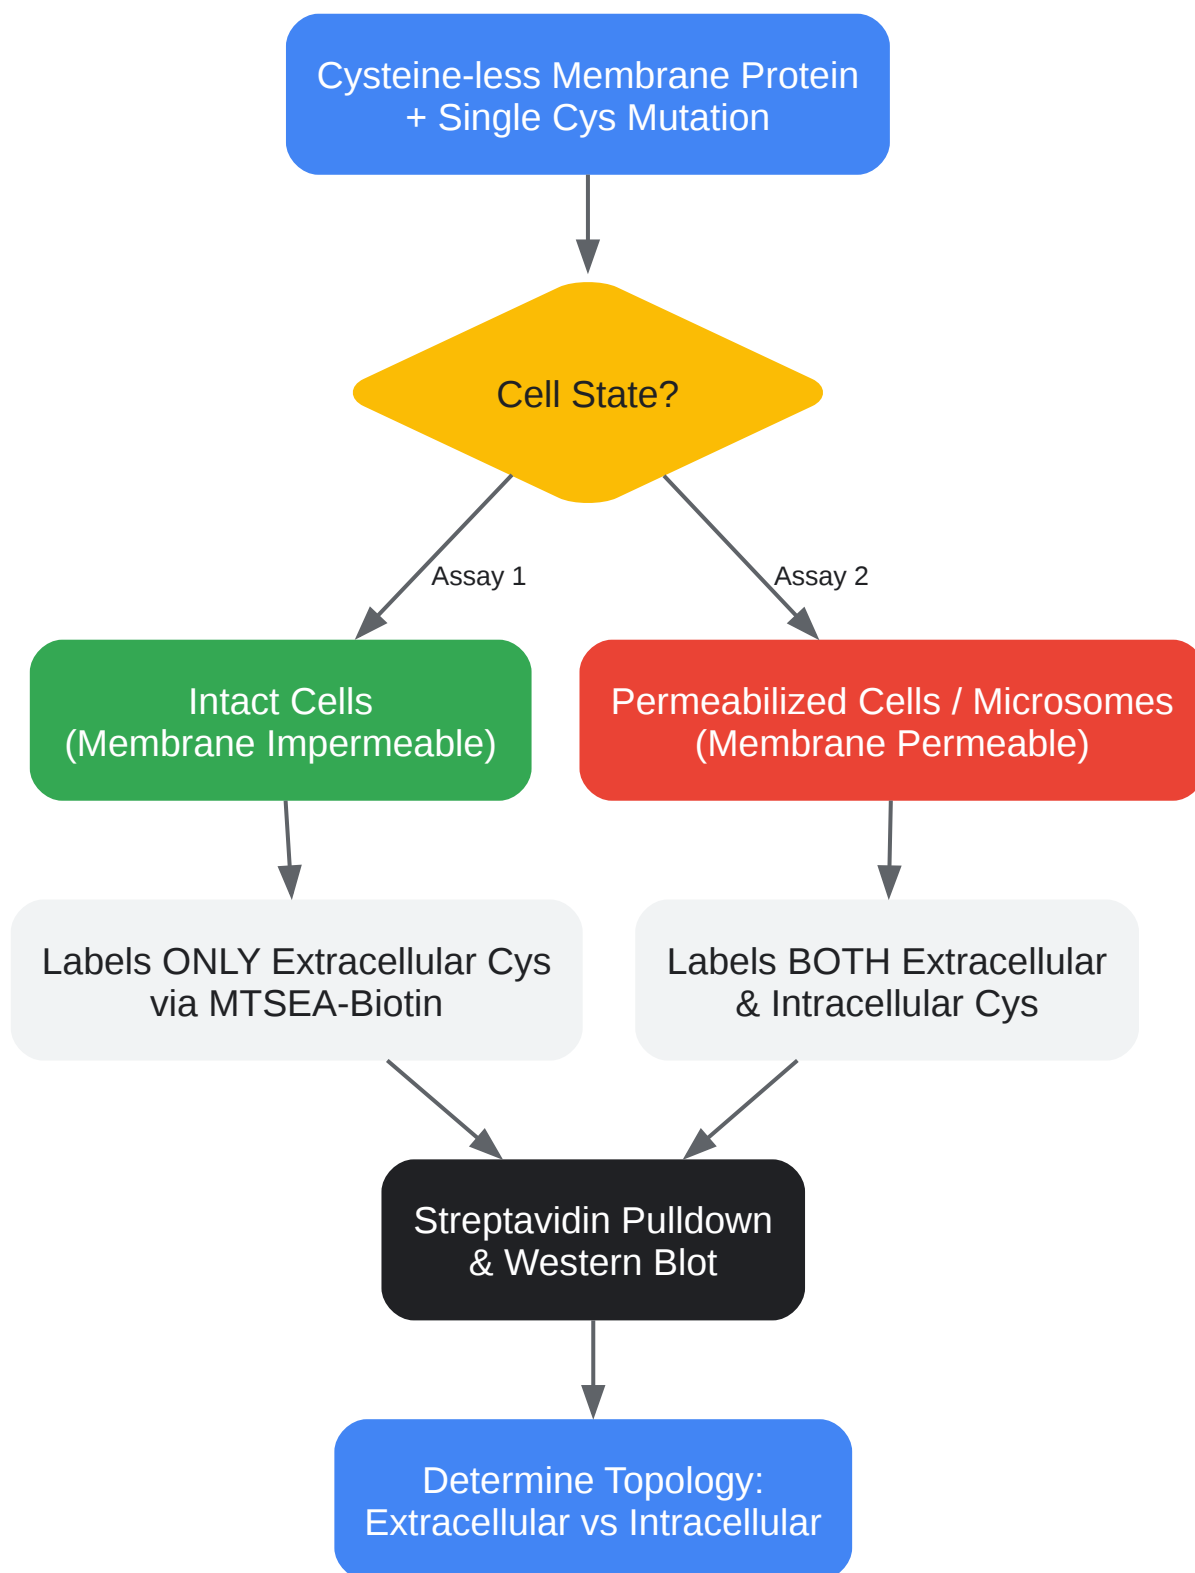 Cysteine-less Membrane Protein
+ Single Cys Mutation
Cell State?
Assay 1
Assay 2
Intact Cells
(Membrane Impermeable)
Permeabilized Cells / Microsomes
(Membrane Permeable)
Labels ONLY Extracellular Cys
via MTSEA-Biotin
Labels BOTH Extracellular
& Intracellular Cys
Streptavidin Pulldown
& Western Blot
Determine Topology:
Extracellular vs Intracellular